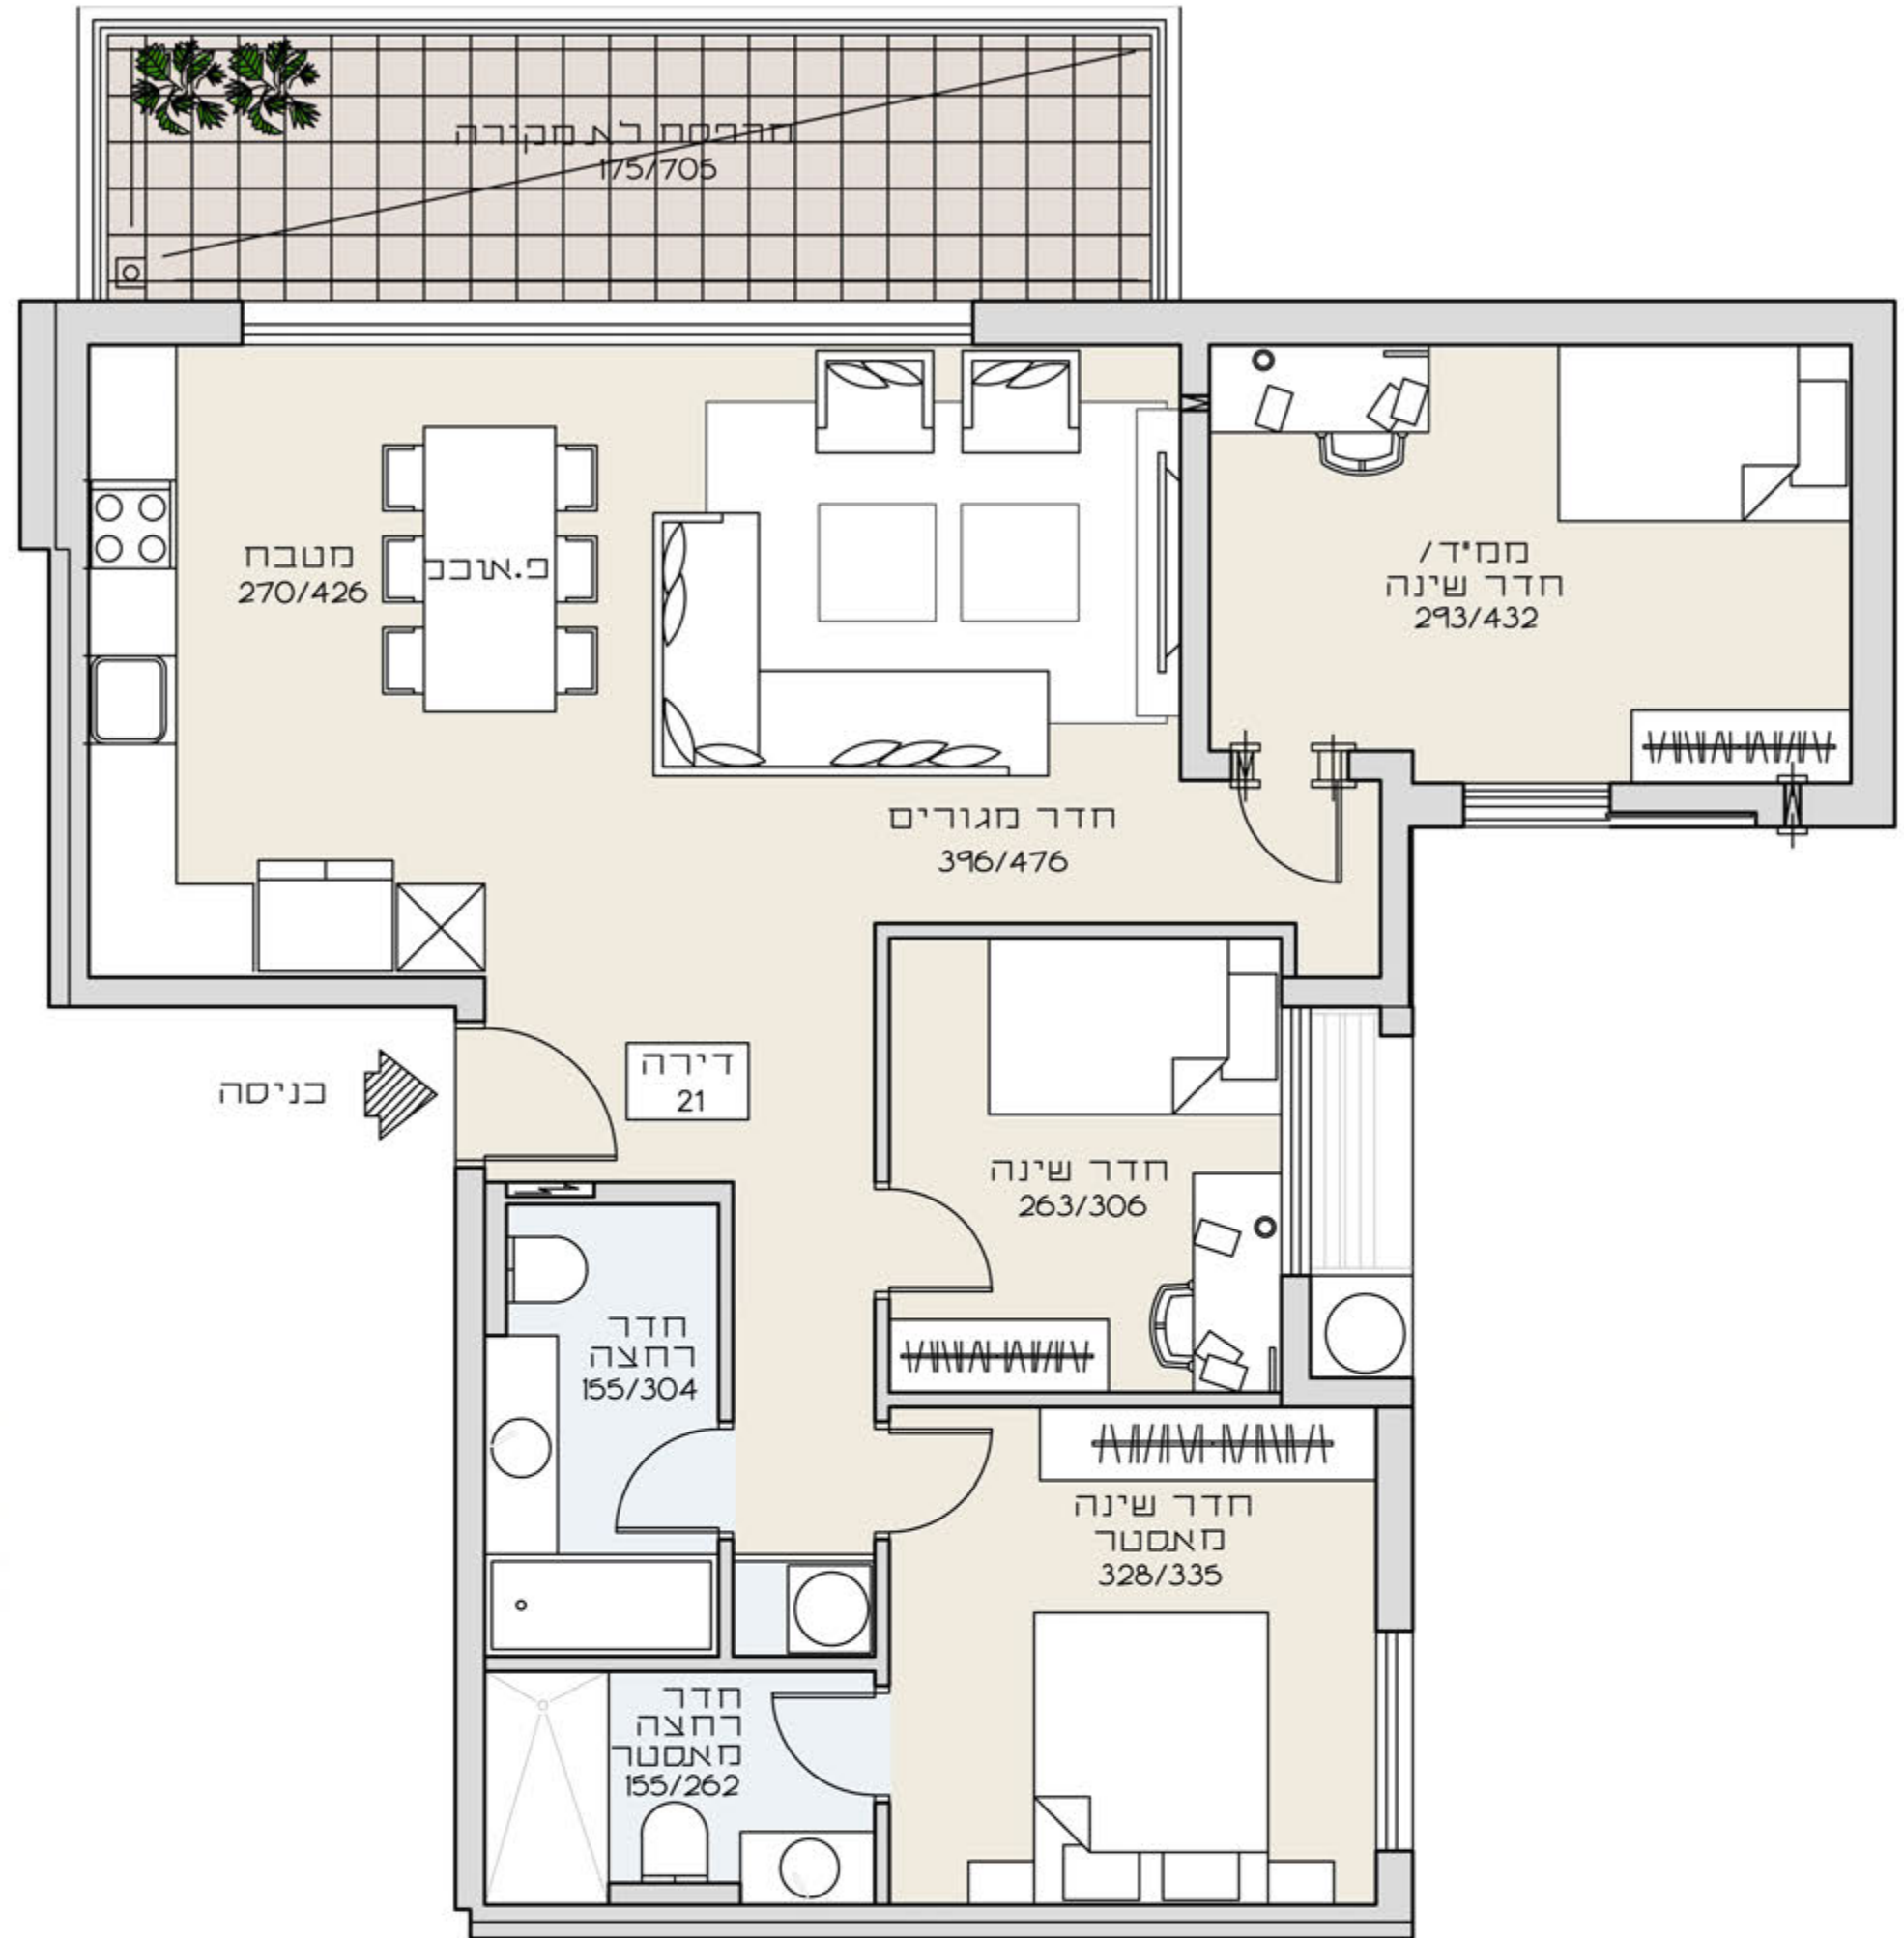 מרפסת לא מקורה
175/705
מטבח
270/426
פ.אוכל
ממ"ד/
חדר שינה
293/432
חדר מגורים
396/476
כניסה
דירה
21
חדר שינה
263/306
חדר
רחצה
155/304
חדר שינה
מאסטר
328/335
חדר
רחצה
מאסטר
155/262